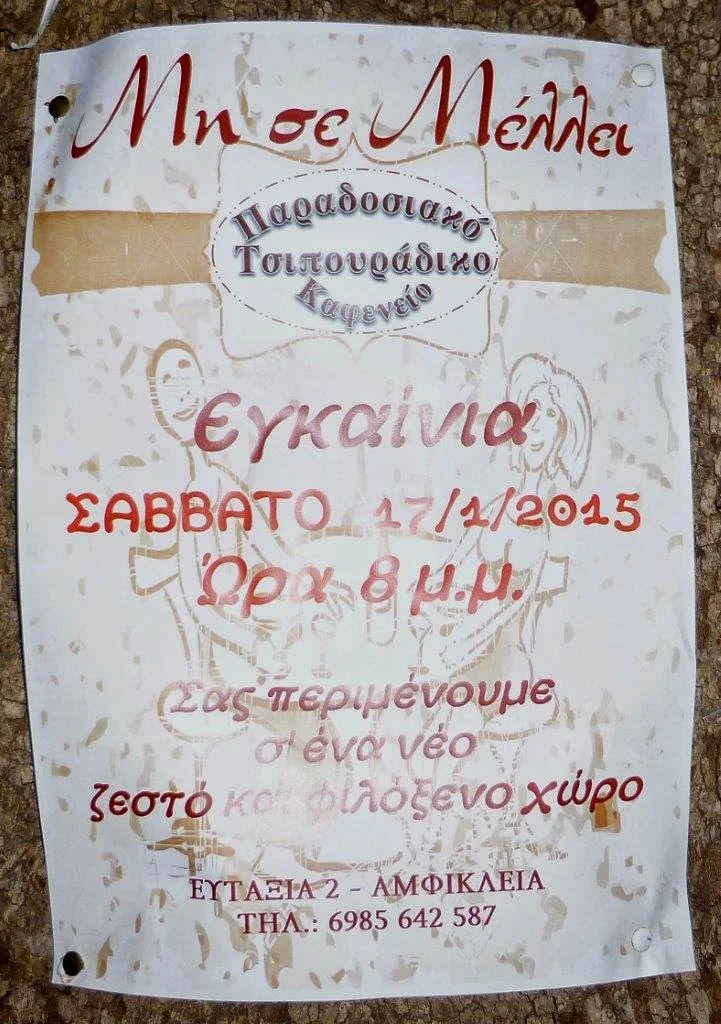 Μη σε Μέλλει
Παραδοσιακό
Τσιπουράδικο
Καφενείο
Εγκαίνια
ΣΑΒΒΑΤΟ 17/1/2015
Ώρα 8 μ.μ.
Σας περιμένουμε
σ' ένα νέο
ζεστό και φιλόξενο χώρο
ΕΥΤΑΞΙΑ 2 - ΑΜΦΙΚΛΕΙΑ
ΤΗΛ.: 6985 642 587